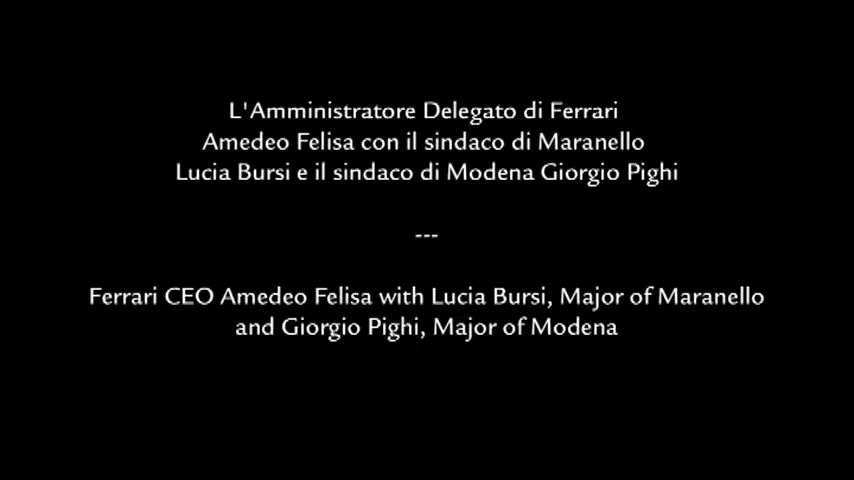 L'Amministratore Delegato di Ferrari
Amedeo Felisa con il sindaco di Maranello
Lucia Bursi e il sindaco di Modena Giorgio Pighi
---
Ferrari CEO Amedeo Felisa with Lucia Bursi, Major of Maranello
and Giorgio Pighi, Major of Modena